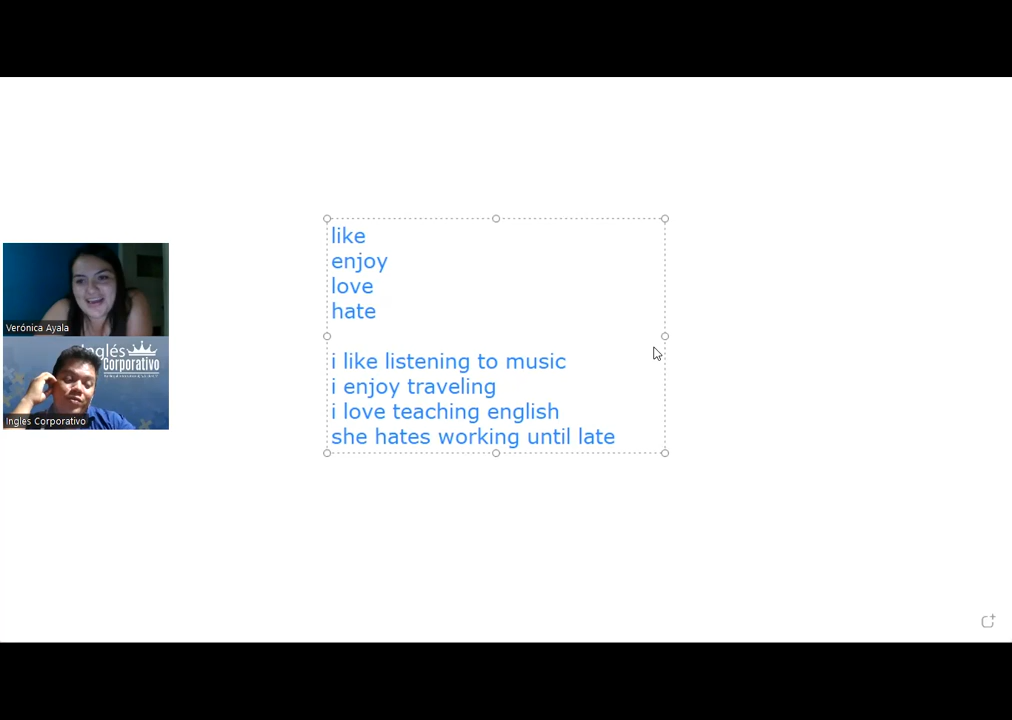 like
enjoy
love
hate
i like listening to music
i enjoy traveling
i love teaching english
she hates working until late
Verónica Ayala
Inglés
Corporativo
Ingles Corporativo